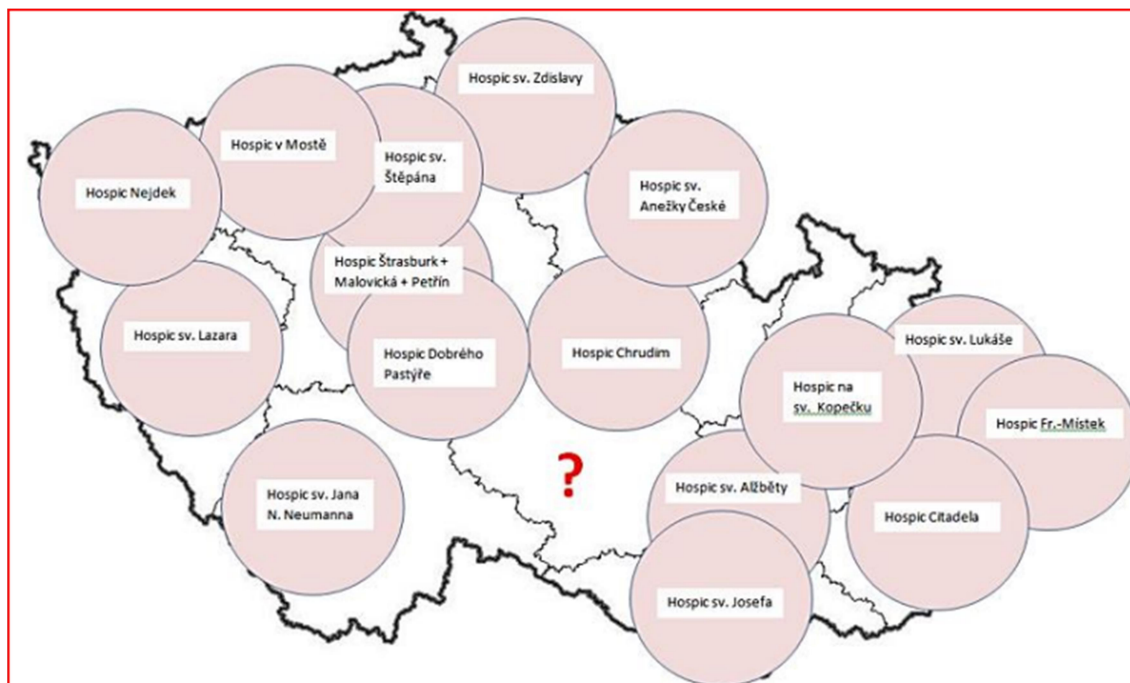 Hospic sv. Zdislavy
Hospic v Mostě
Hospic sv.
Štěpána
Hospic Nejdek
Hospic sv.
Anežky České
Hospic Štrasburk +
Malovická + Petřín
Hospic sv. Lazara
Hospic Dobrého
Pastýře
Hospic Chrudim
Hospic sv. Lukáše
Hospic na
sv. Kopečku
Hospic Fr.-Místek
?
Hospic sv. Alžběty
Hospic sv. Jana
N. Neumanna
Hospic Citadela
Hospic sv. Josefa